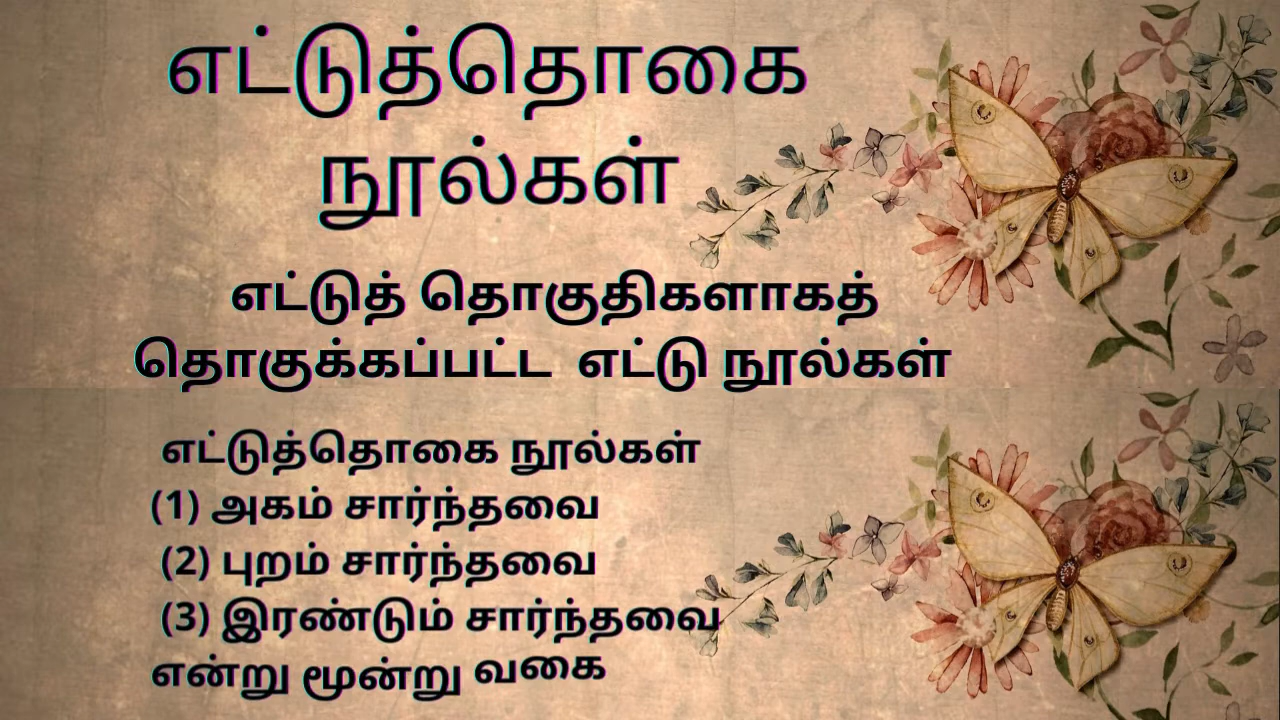 எட்டுத்தொகை
நூல்கள்
எட்டுத் தொகுதிகளாகத்
தொகுக்கப்பட்ட எட்டு நூல்கள்
எட்டுத்தொகை நூல்கள்
(1) அகம் சார்ந்தவை
(2) புறம் சார்ந்தவை
(3) இரண்டும் சார்ந்தவை
என்று மூன்று வகை